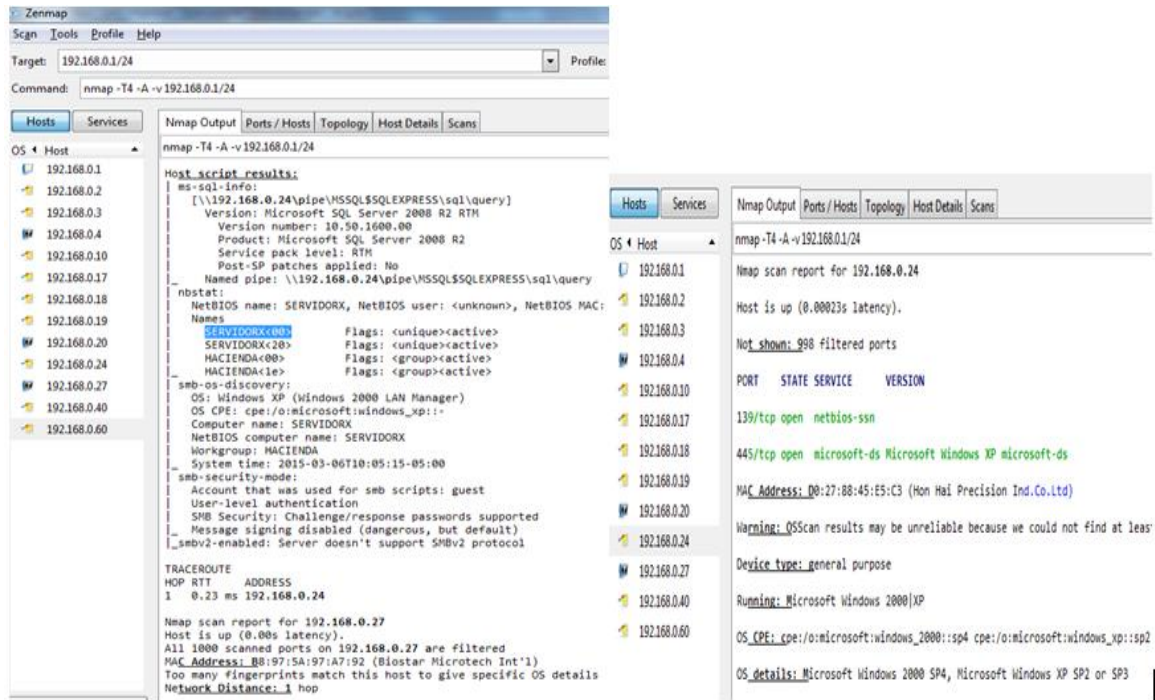 Zenmap
Scan Tools Profile Help
Target: 192.168.0.1/24 Profile:
Command: nmap -T4 -A -v 192.168.0.1/24
Hosts Services
OS Host
192.168.0.1
192.168.0.2
192.168.0.3
192.168.0.4
192.168.0.10
192.168.0.17
192.168.0.18
192.168.0.19
192.168.0.20
192.168.0.24
192.168.0.27
192.168.0.40
192.168.0.60
Nmap Output Ports / Hosts Topology Host Details Scans
nmap -T4 -A -v 192.168.0.1/24
Host script results:
| ms-sql-info:
|   [\\192.168.0.24\pipe\MSSQL$SQLEXPRESS\sql\query]
|     Version: Microsoft SQL Server 2008 R2 RTM
|       Version number: 10.50.1600.00
|       Product: Microsoft SQL Server 2008 R2
|       Service pack level: RTM
|       Post-SP patches applied: No
|_    Named pipe: \\192.168.0.24\pipe\MSSQL$SQLEXPRESS\sql\query
| nbstat:
|   NetBIOS name: SERVIDORX, NetBIOS user: <unknown>, NetBIOS MAC:
|   Names
|     SERVIDORX<00>        Flags: <unique><active>
|     SERVIDORX<20>        Flags: <unique><active>
|     HACIENDA<00>         Flags: <group><active>
|_    HACIENDA<1e>         Flags: <group><active>
| smb-os-discovery:
|   OS: Windows XP (Windows 2000 LAN Manager)
|   OS CPE: cpe:/o:microsoft:windows_xp::-
|   Computer name: SERVIDORX
|   NetBIOS computer name: SERVIDORX
|   Workgroup: HACIENDA
|_  System time: 2015-03-06T10:05:15-05:00
| smb-security-mode:
|   Account that was used for smb scripts: guest
|   User-level authentication
|   SMB Security: Challenge/response passwords supported
|_  Message signing disabled (dangerous, but default)
|_smbv2-enabled: Server doesn't support SMBv2 protocol
TRACEROUTE
HOP RTT     ADDRESS
1   0.23 ms 192.168.0.24
Nmap scan report for 192.168.0.27
Host is up (0.00s latency).
All 1000 scanned ports on 192.168.0.27 are filtered
MAC Address: B8:97:5A:97:A7:92 (Biostar Microtech Int'l)
Too many fingerprints match this host to give specific OS details
Network Distance: 1 hop
Hosts Services
OS Host
192.168.0.1
192.168.0.2
192.168.0.3
192.168.0.4
192.168.0.10
192.168.0.17
192.168.0.18
192.168.0.19
192.168.0.20
192.168.0.24
192.168.0.27
192.168.0.40
192.168.0.60
Nmap Output Ports / Hosts Topology Host Details Scans
nmap -T4 -A -v 192.168.0.1/24
Nmap scan report for 192.168.0.24
Host is up (0.00023s latency).
Not shown: 998 filtered ports
PORT    STATE SERVICE      VERSION
139/tcp open  netbios-ssn
445/tcp open  microsoft-ds Microsoft Windows XP microsoft-ds
MAC Address: D0:27:88:45:E5:C3 (Hon Hai Precision Ind.Co.Ltd)
Warning: OSScan results may be unreliable because we could not find at leas
Device type: general purpose
Running: Microsoft Windows 2000|XP
OS CPE: cpe:/o:microsoft:windows_2000::sp4 cpe:/o:microsoft:windows_xp::sp2
OS details: Microsoft Windows 2000 SP4, Microsoft Windows XP SP2 or SP3